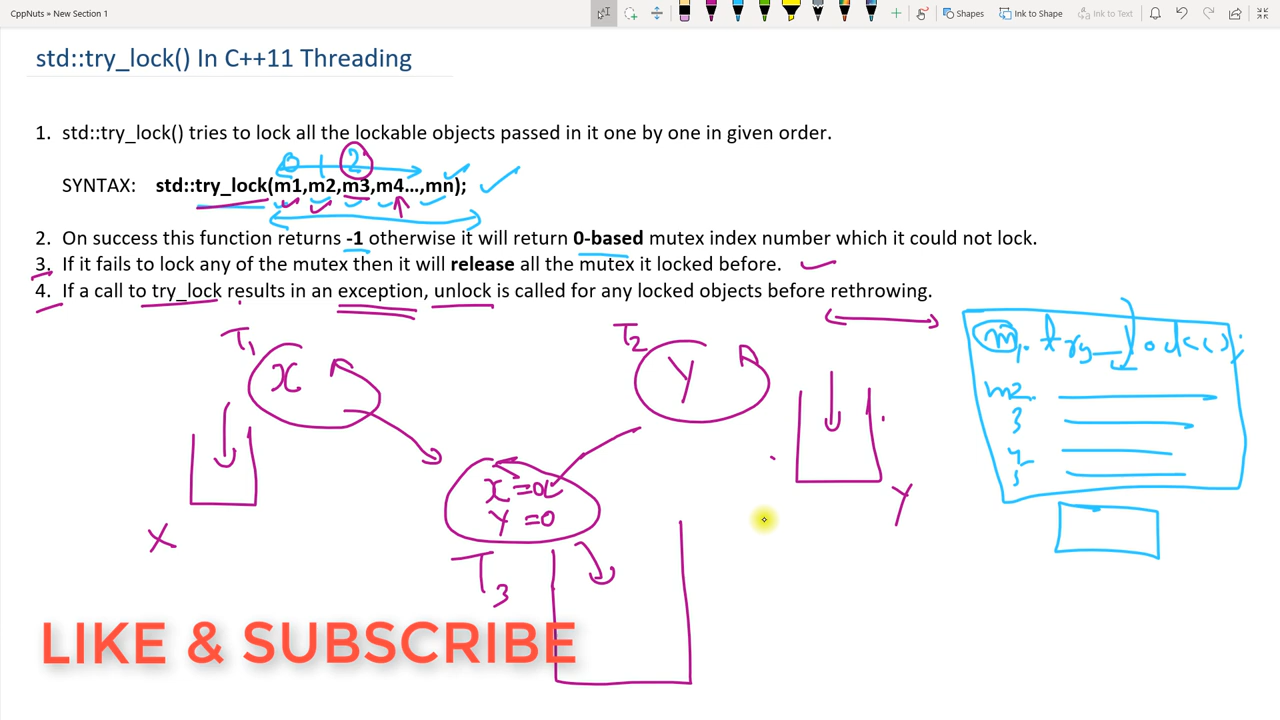 CppNuts » New Section 1
Shapes
Ink to Shape
Ink to Text
std::try_lock() In C++11 Threading
1. std::try_lock() tries to lock all the lockable objects passed in it one by one in given order.
0 1 2
SYNTAX: std::try_lock(m1,m2,m3,m4...,mn);
2. On success this function returns -1 otherwise it will return 0-based mutex index number which it could not lock.
3. If it fails to lock any of the mutex then it will release all the mutex it locked before.
4. If a call to try_lock results in an exception, unlock is called for any locked objects before rethrowing.
T1
X
T2
Y
m1. try_lock();
m2.
3
X
X =
Y = 0
Y
T3
LIKE & SUBSCRIBE